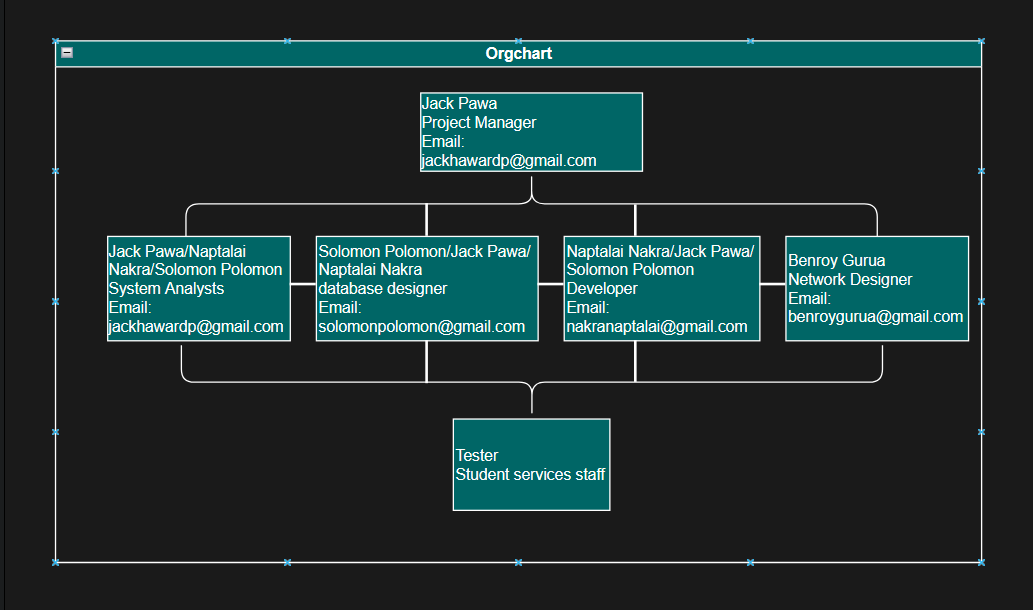 Orgchart
Jack Pawa
Project Manager
Email:
jackhawardp@gmail.com
Jack Pawa/Naptalai
Nakra/Solomon Polomon
System Analysts
Email:
jackhawardp@gmail.com
Solomon Polomon/Jack Pawa/
Naptalai Nakra
database designer
Email:
solomonpolomon@gmail.com
Naptalai Nakra/Jack Pawa/
Solomon Polomon
Developer
Email:
nakranaptalai@gmail.com
Benroy Gurua
Network Designer
Email:
benroygurua@gmail.com
Tester
Student services staff